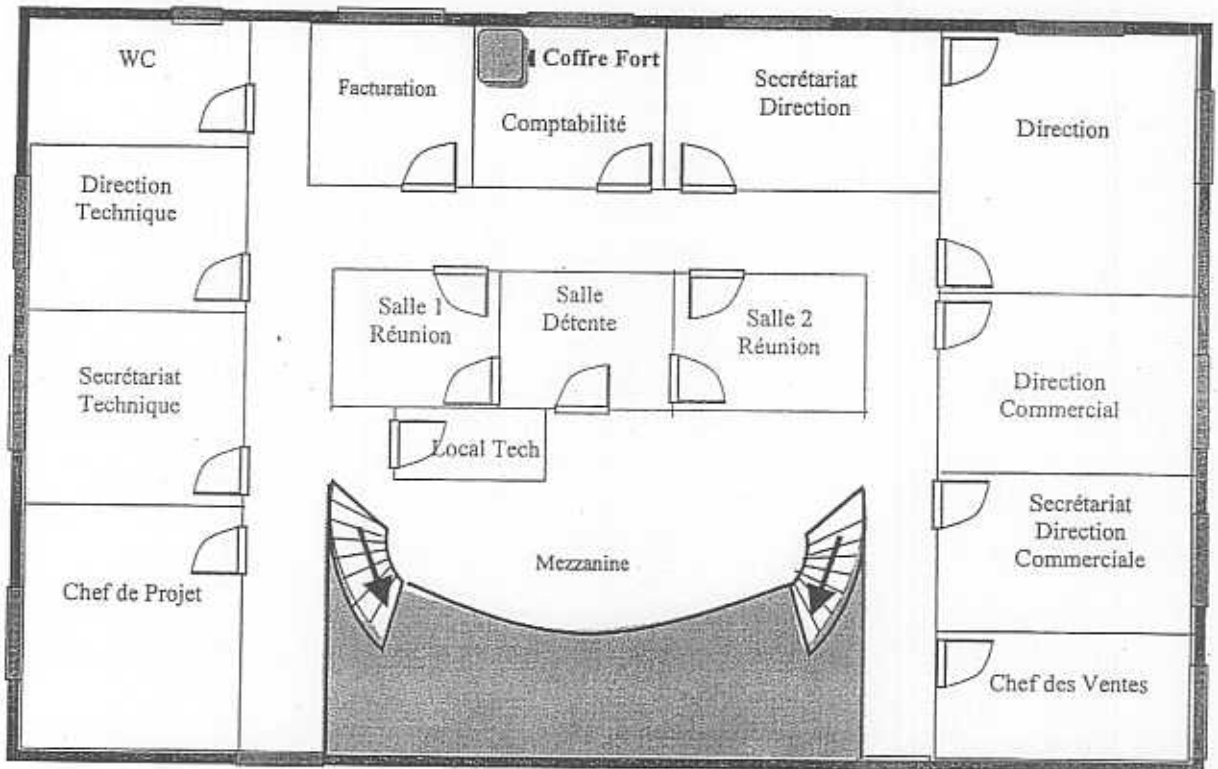 WC
Facturation
Coffre Fort
Comptabilité
Secrétariat
Direction
Direction
Direction
Technique
Salle 1
Réunion
Salle
Détente
Salle 2
Réunion
Secrétariat
Technique
Direction
Commercial
Local Tech
Secrétariat
Direction
Commerciale
Mezzanine
Chef de Projet
Chef des Ventes